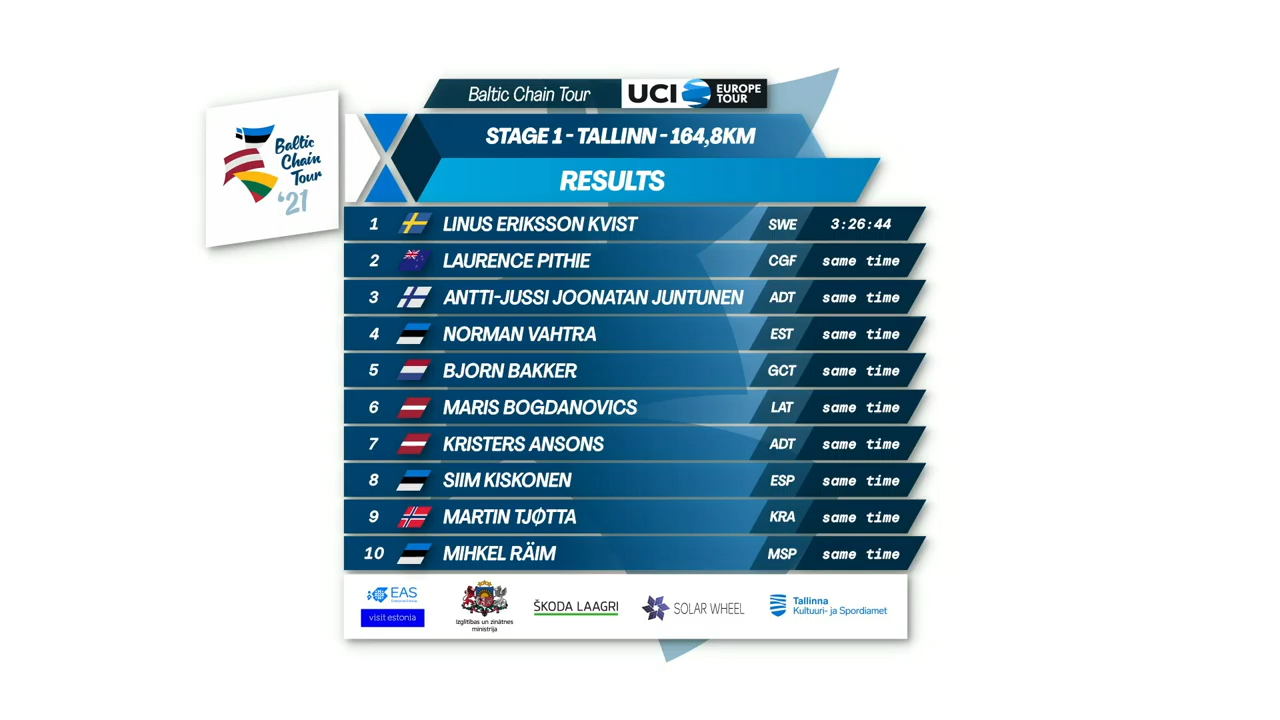 Baltic Chain Tour
UCI EUROPE TOUR
Baltic
Chain
Tour
'21
STAGE 1 - TALLINN - 164,8KM
RESULTS
1 LINUS ERIKSSON KVIST SWE 3:26:44
2 LAURENCE PITHIE CGF same time
3 ANTTI-JUSSI JOONATAN JUNTUNEN ADT same time
4 NORMAN VAHTRA EST same time
5 BJORN BAKKER GCT same time
6 MARIS BOGDANOVICS LAT same time
7 KRISTERS ANSONS ADT same time
8 SIIM KISKONEN ESP same time
9 MARTIN TJØTTA KRA same time
10 MIHKEL RÄIM MSP same time
EAS
visit estonia
Izglītības un zinātnes
ministrija
ŠKODA LAAGRI
SOLAR WHEEL
Tallinna
Kultuuri- ja Spordiamet